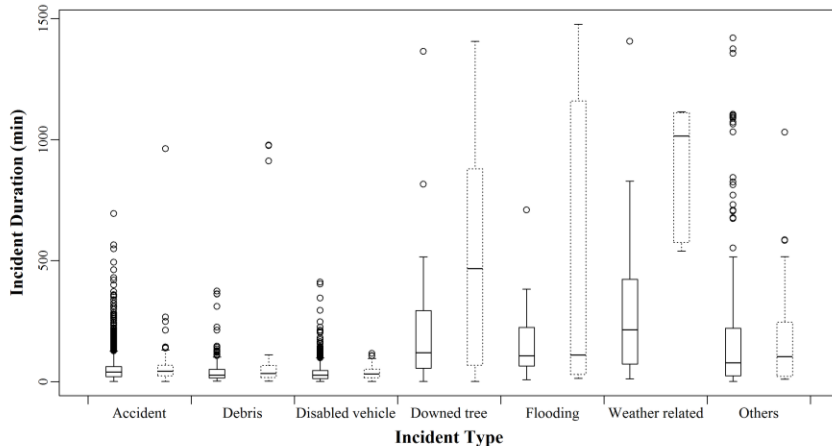 Incident Duration (min)
1500
1000
500
0
Accident Debris Disabled vehicle Downed tree Flooding Weather related Others
Incident Type